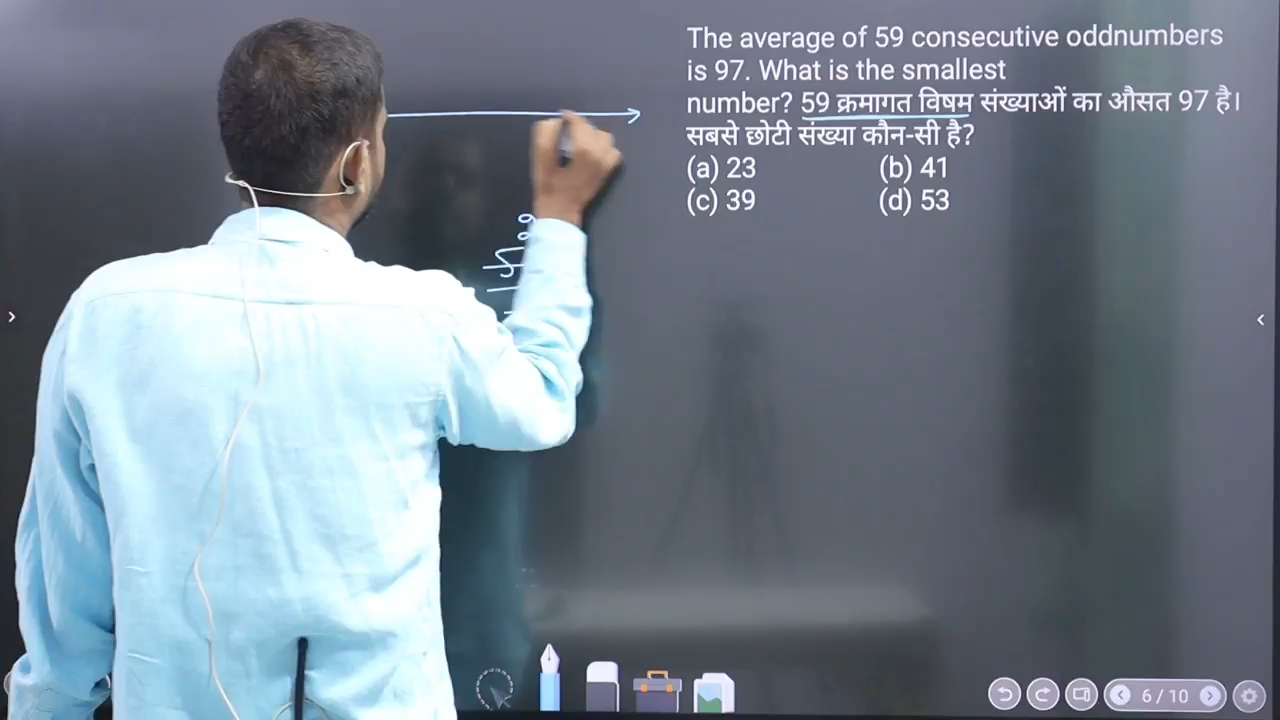 The average of 59 consecutive oddnumbers
is 97. What is the smallest
number? 59 क्रमागत विषम संख्याओं का औसत 97 है।
सबसे छोटी संख्या कौन-सी है?
(a) 23 (b) 41
(c) 39 (d) 53
6 / 10